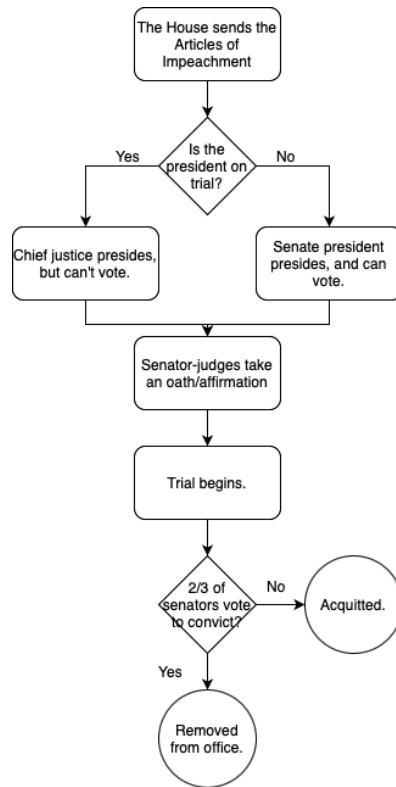 The House sends the
Articles of
Impeachment
Is the
president on
trial?
Yes
No
Chief justice presides,
but can't vote.
Senate president
presides, and can
vote.
Senator-judges take
an oath/affirmation
Trial begins.
2/3 of
senators vote
to convict?
No
Acquitted.
Yes
Removed
from office.